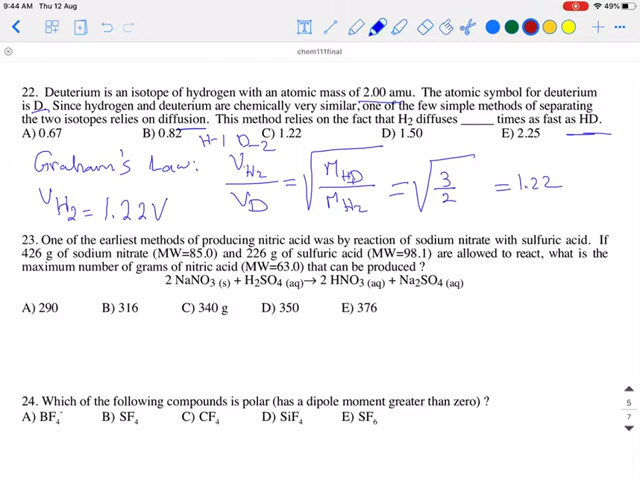 9:44 AM Thu 12 Aug
49%
chem111final
22. Deuterium is an isotope of hydrogen with an atomic mass of 2.00 amu. The atomic symbol for deuterium
is D. Since hydrogen and deuterium are chemically very similar, one of the few simple methods of separating
the two isotopes relies on diffusion. This method relies on the fact that H2 diffuses _____ times as fast as HD.
A) 0.67 B) 0.82 C) 1.22 D) 1.50 E) 2.25
H-1 D-2
Graham's Law: V_H2 / V_D = √(M_HD / M_H2) = √(3/2) = 1.22
V_H2 = 1.22V
23. One of the earliest methods of producing nitric acid was by reaction of sodium nitrate with sulfuric acid. If
426 g of sodium nitrate (MW=85.0) and 226 g of sulfuric acid (MW=98.1) are allowed to react, what is the
maximum number of grams of nitric acid (MW=63.0) that can be produced ?
2 NaNO3 (s) + H2SO4 (aq)→ 2 HNO3 (aq) + Na2SO4 (aq)
A) 290 B) 316 C) 340 g D) 350 E) 376
24. Which of the following compounds is polar (has a dipole moment greater than zero) ?
A) BF4⁻ B) SF4 C) CF4 D) SiF4 E) SF6
5
7